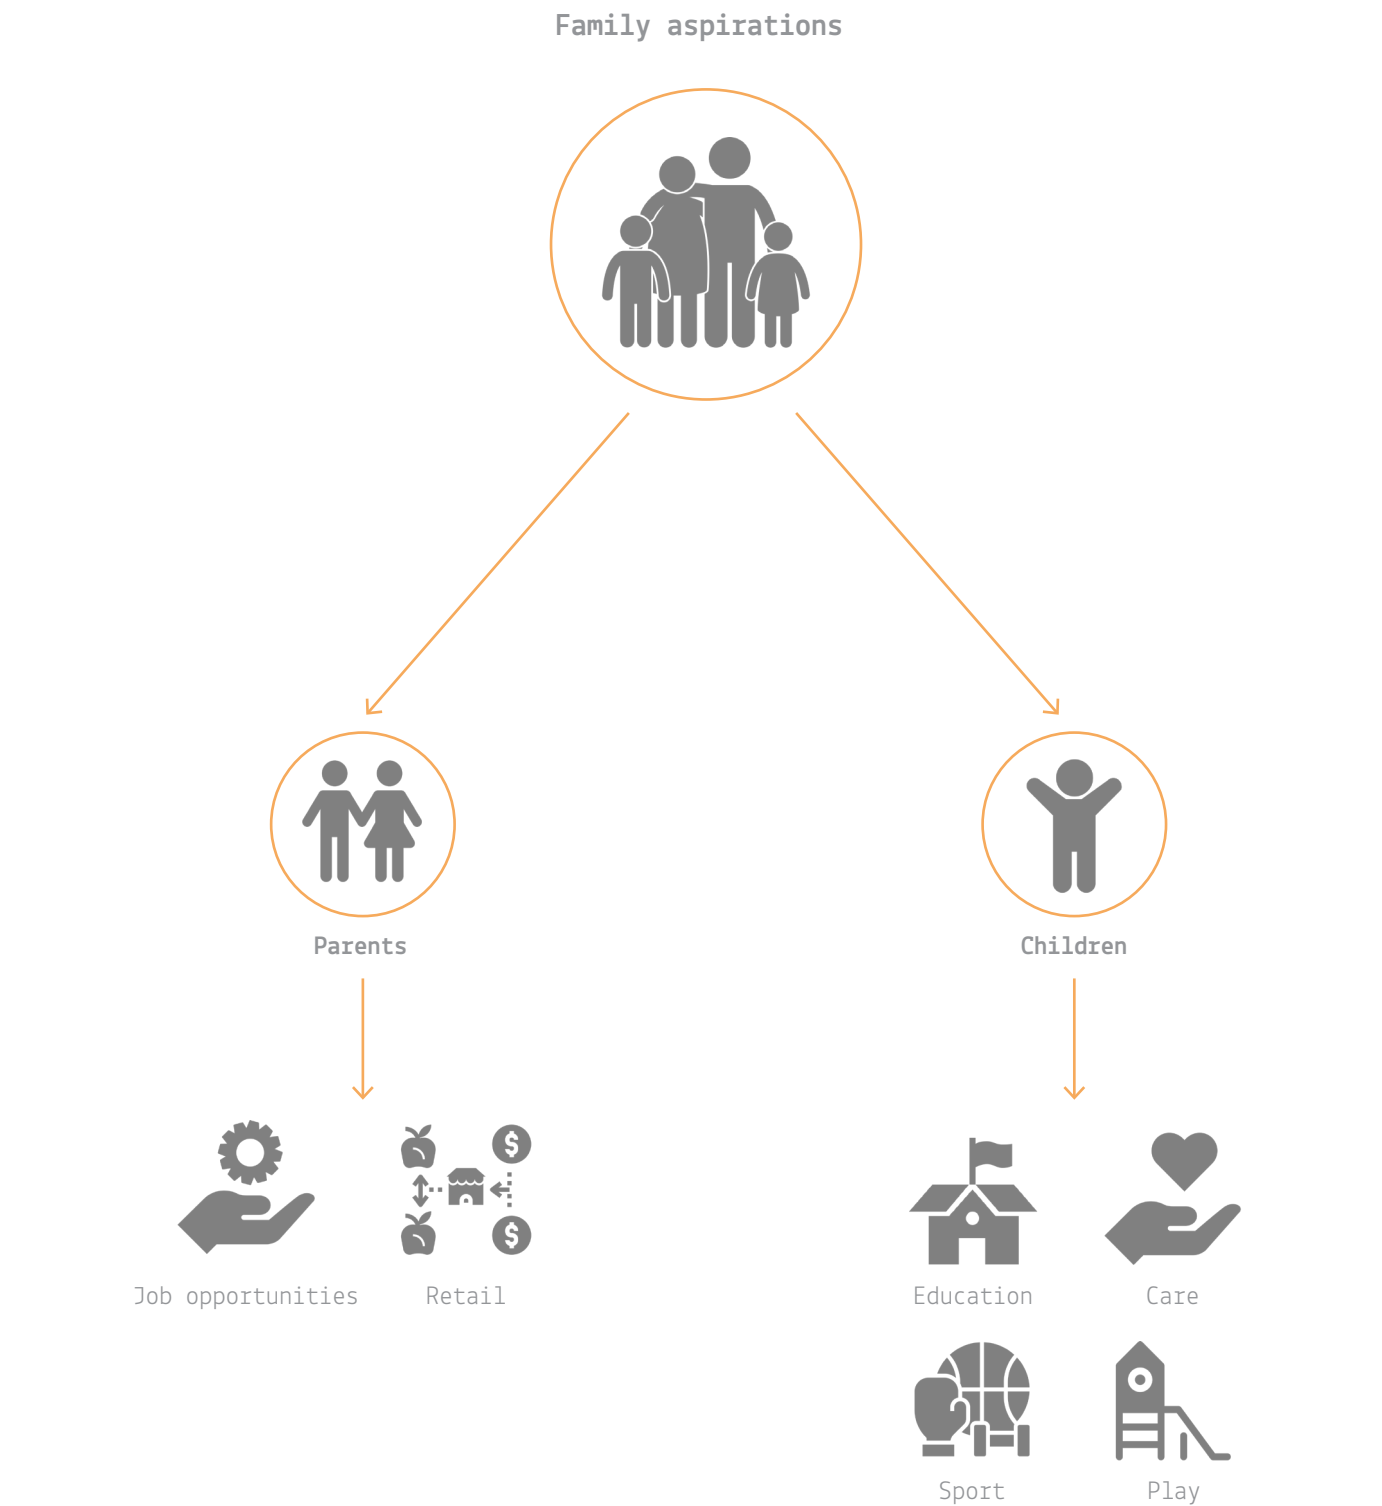 Family aspirations
Parents
Children
Job opportunities
Retail
Education
Care
Sport
Play